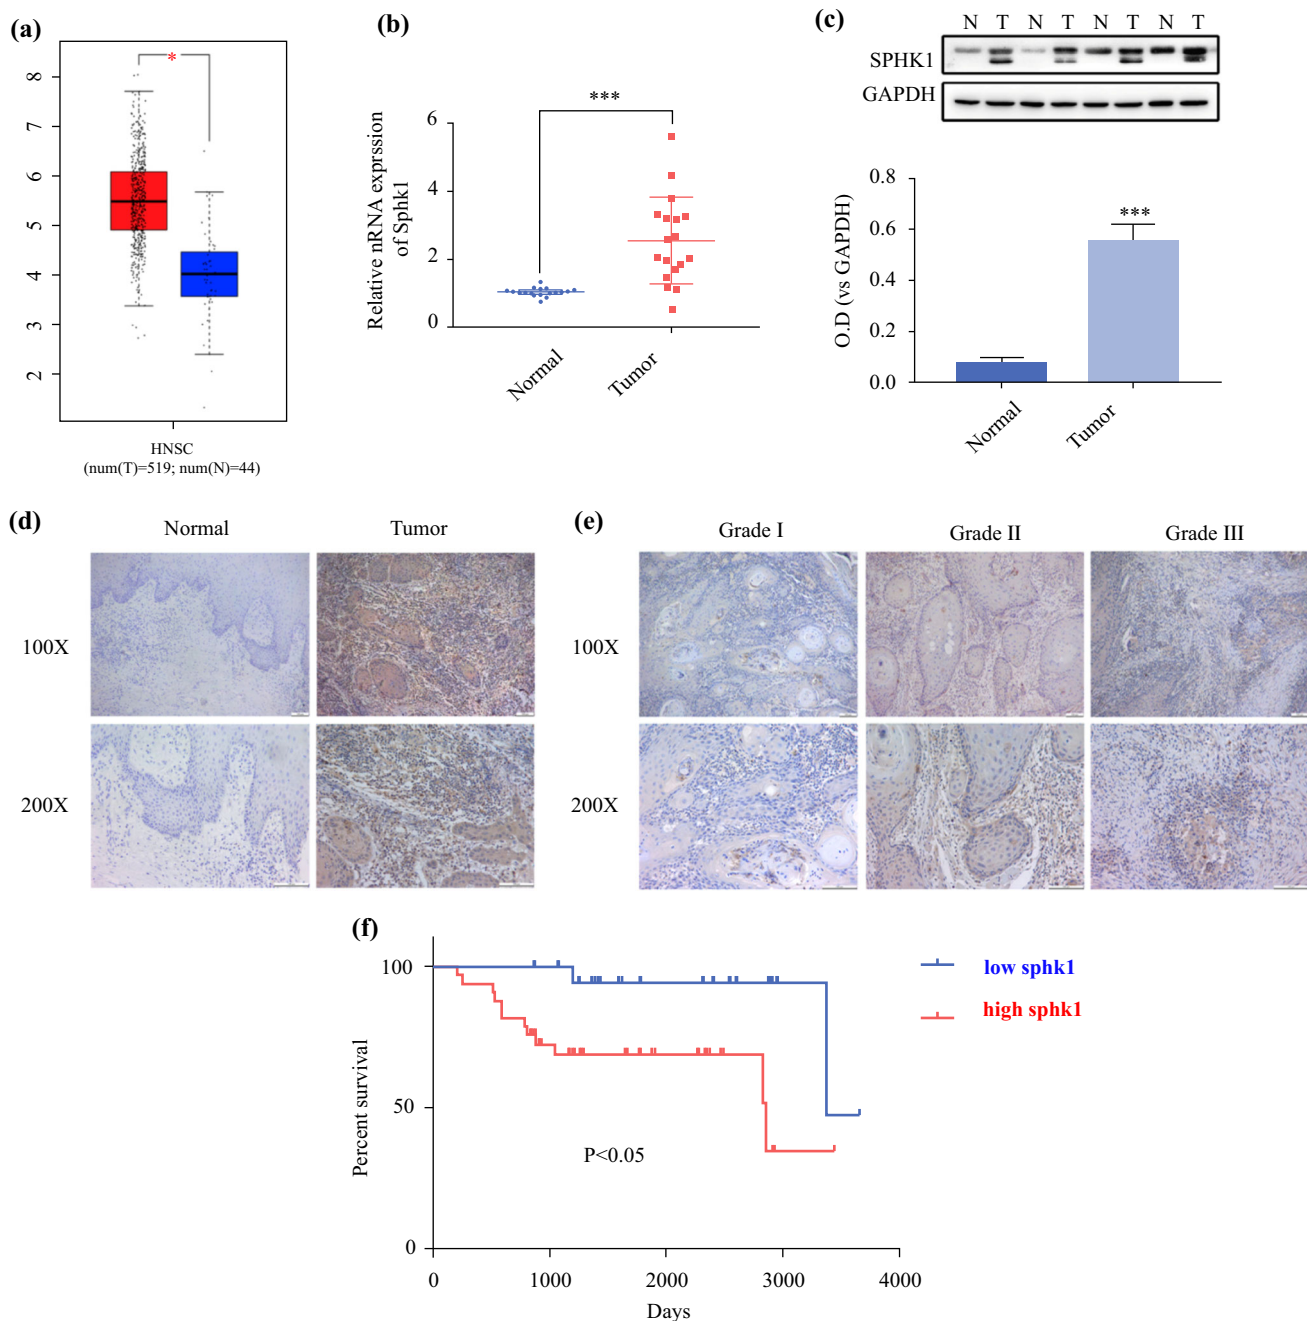 (a)
*
8
7
6
5
4
3
2
HNSC
(num(T)=519; num(N)=44)
(b)
***
Relative nRNA exprssion
of Sphk1
6
4
2
0
Normal
Tumor
(c)
N T N T N T N T
SPHK1
GAPDH
O.D (vs GAPDH)
0.8
0.6
0.4
0.2
0.0
***
Normal
Tumor
(d)
Normal Tumor
100X
200X
(e)
Grade I Grade II Grade III
100X
200X
(f)
Percent survival
100
50
0
P<0.05
0 1000 2000 3000 4000
Days
low sphk1
high sphk1